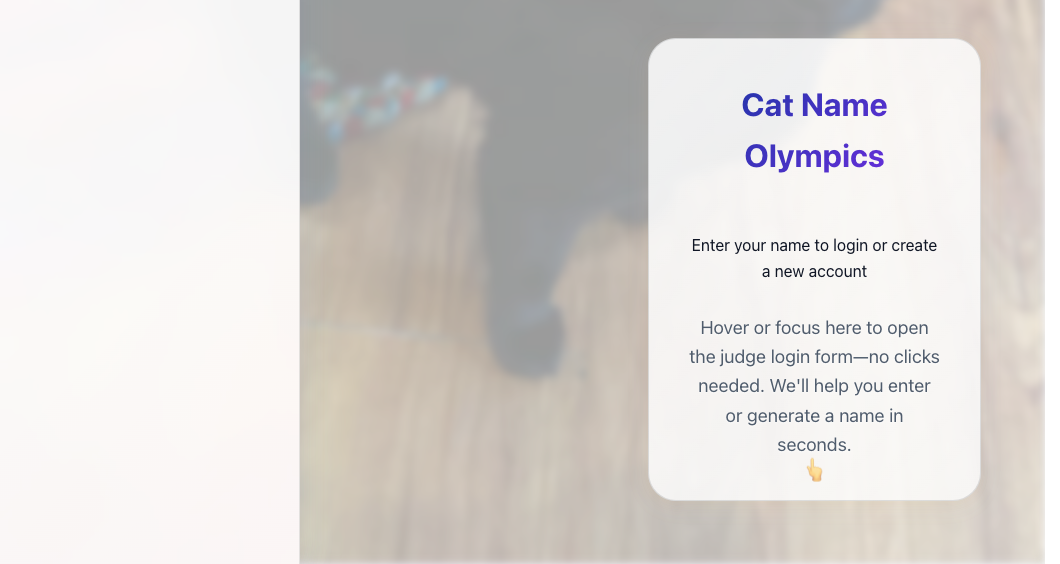 Cat Name
Olympics
Enter your name to login or create
a new account
Hover or focus here to open
the judge login form—no clicks
needed. We'll help you enter
or generate a name in
seconds.
👆